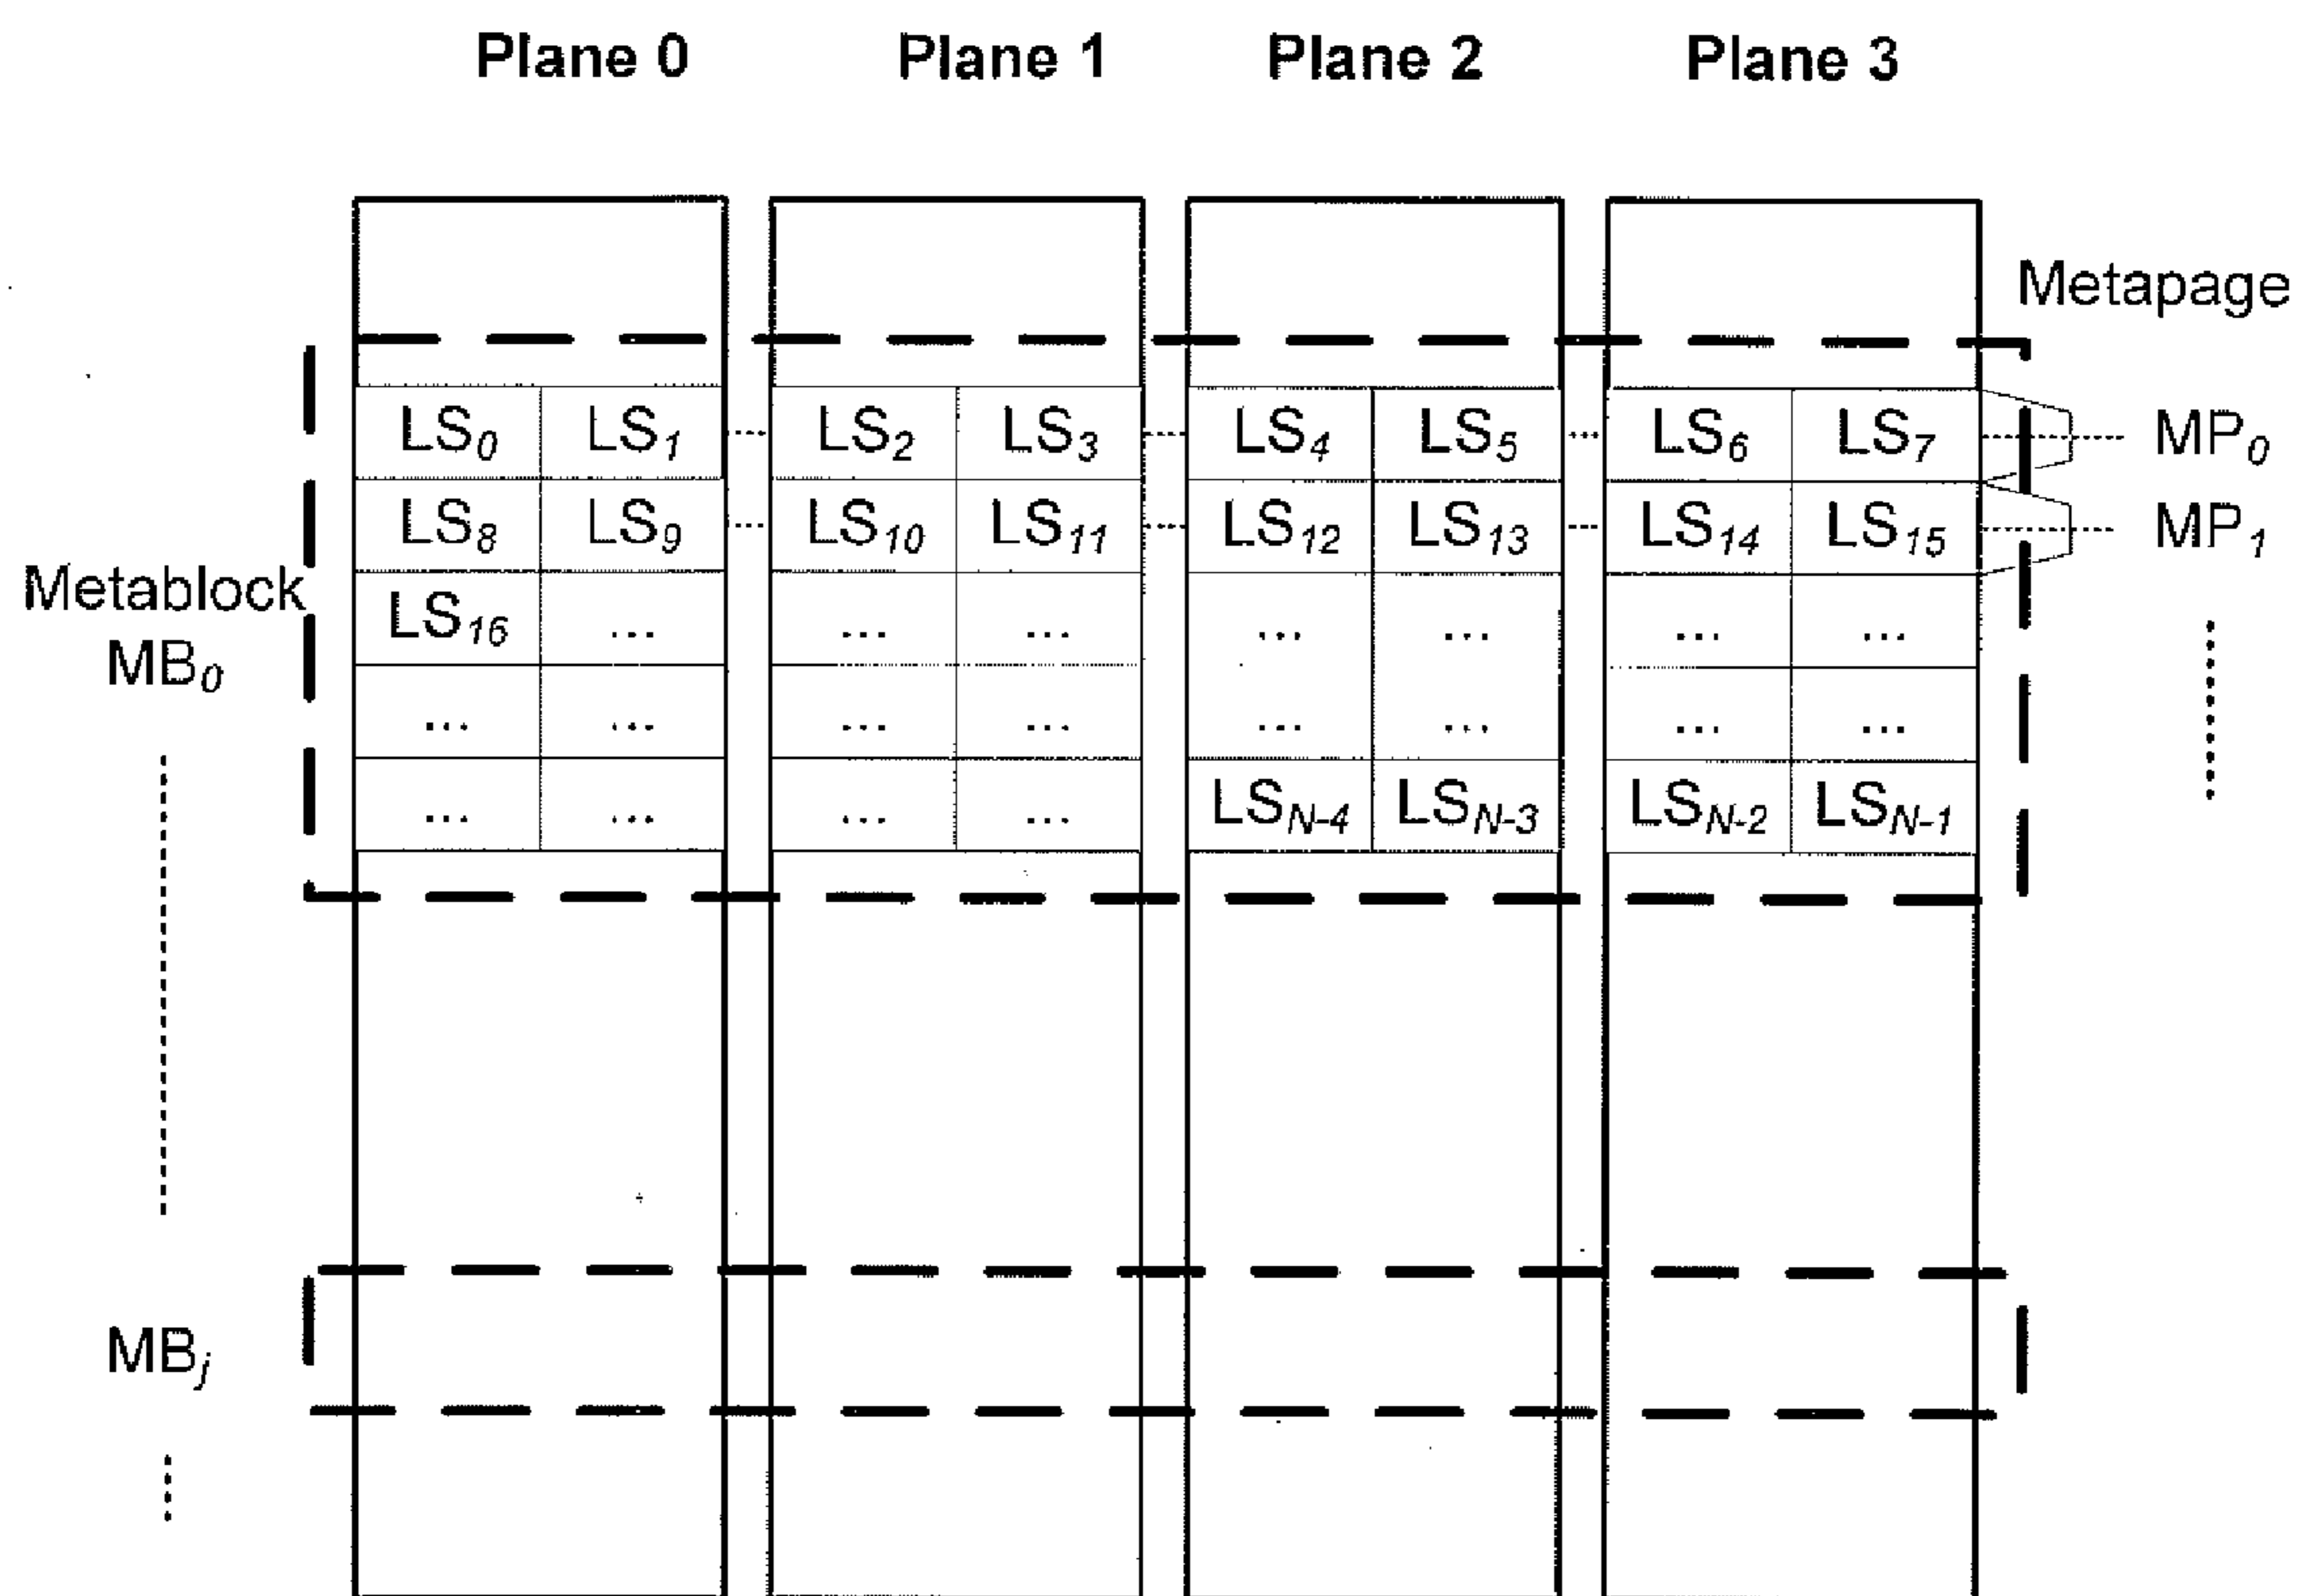 Plane 0 Plane 1 Plane 2 Plane 3
Metapage
LS0 LS1 LS2 LS3 LS4 LS5 LS6 LS7 MP0
LS8 LS9 LS10 LS11 LS12 LS13 LS14 LS15 MP1
Metablock
MB0
LS16 ... ... ... ... ... ... ...
... ... ... ... ... ... ... ...
... ... ... ... LSN-4 LSN-3 LSN-2 LSN-1
MBj